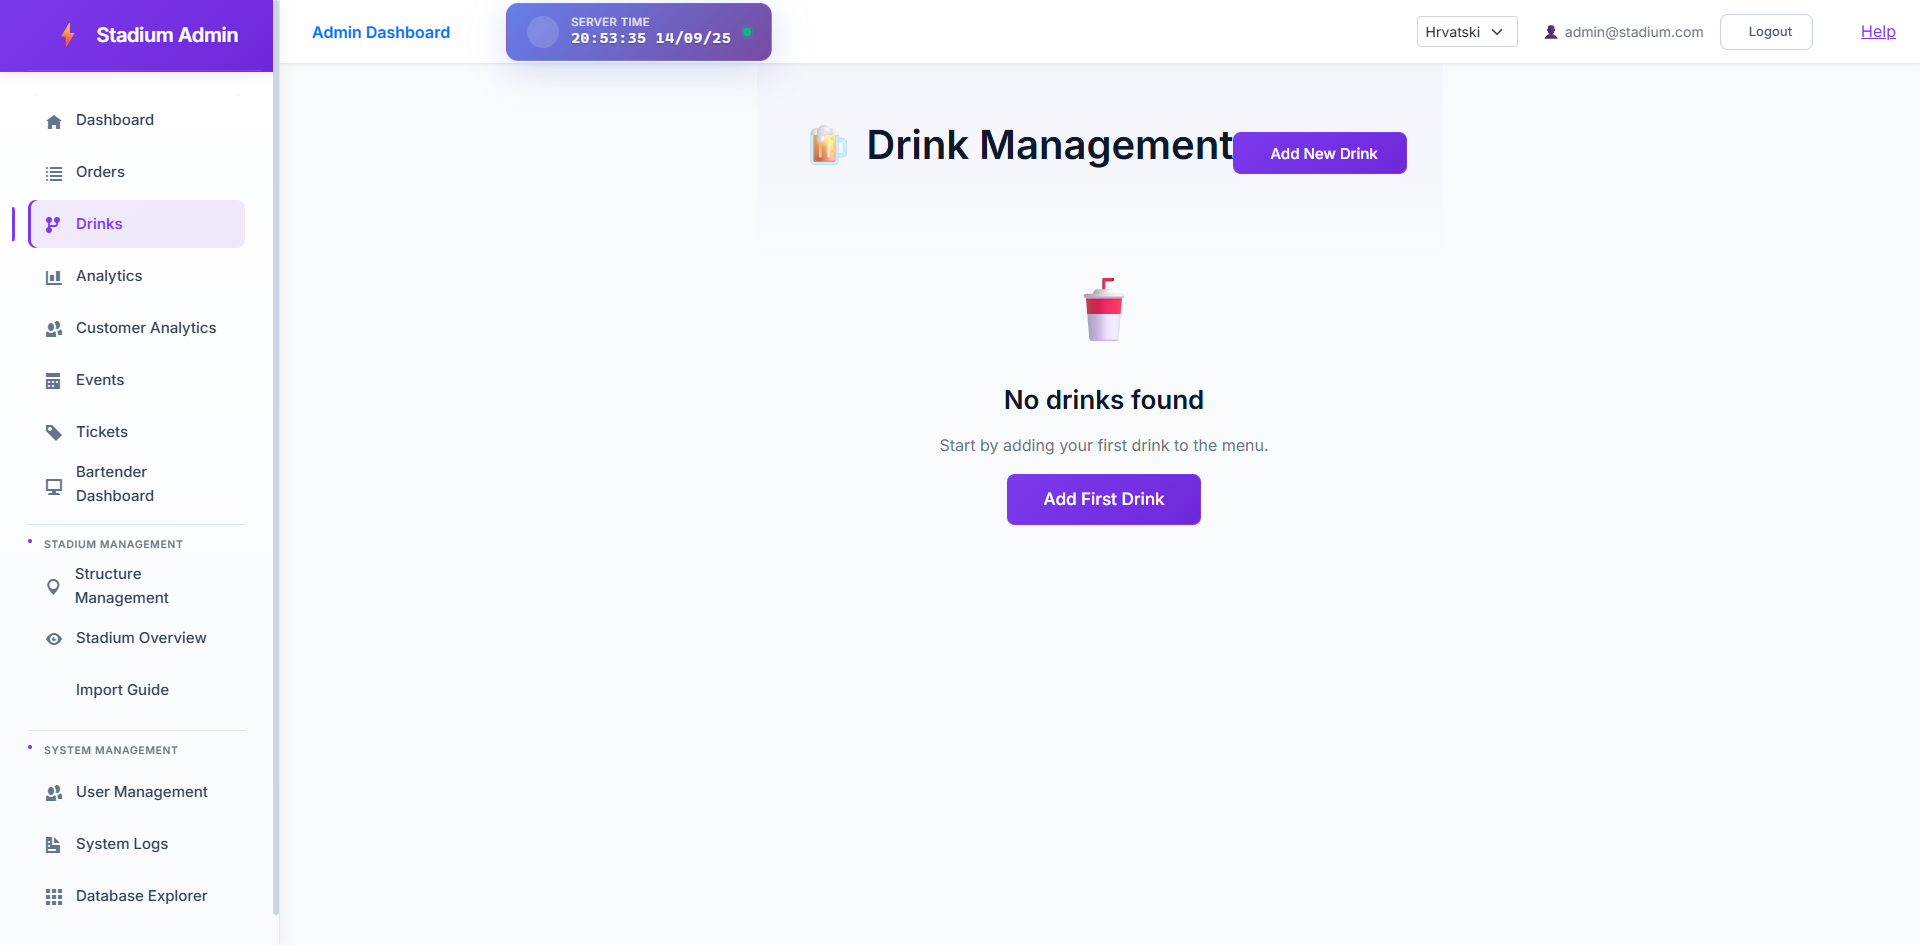 Stadium Admin
Admin Dashboard
SERVER TIME
20:53:35 14/09/25
Hrvatski
admin@stadium.com
Logout
Help
Dashboard
Orders
Drinks
Analytics
Customer Analytics
Events
Tickets
Bartender
Dashboard
STADIUM MANAGEMENT
Structure
Management
Stadium Overview
Import Guide
SYSTEM MANAGEMENT
User Management
System Logs
Database Explorer
Drink Management
Add New Drink
No drinks found
Start by adding your first drink to the menu.
Add First Drink